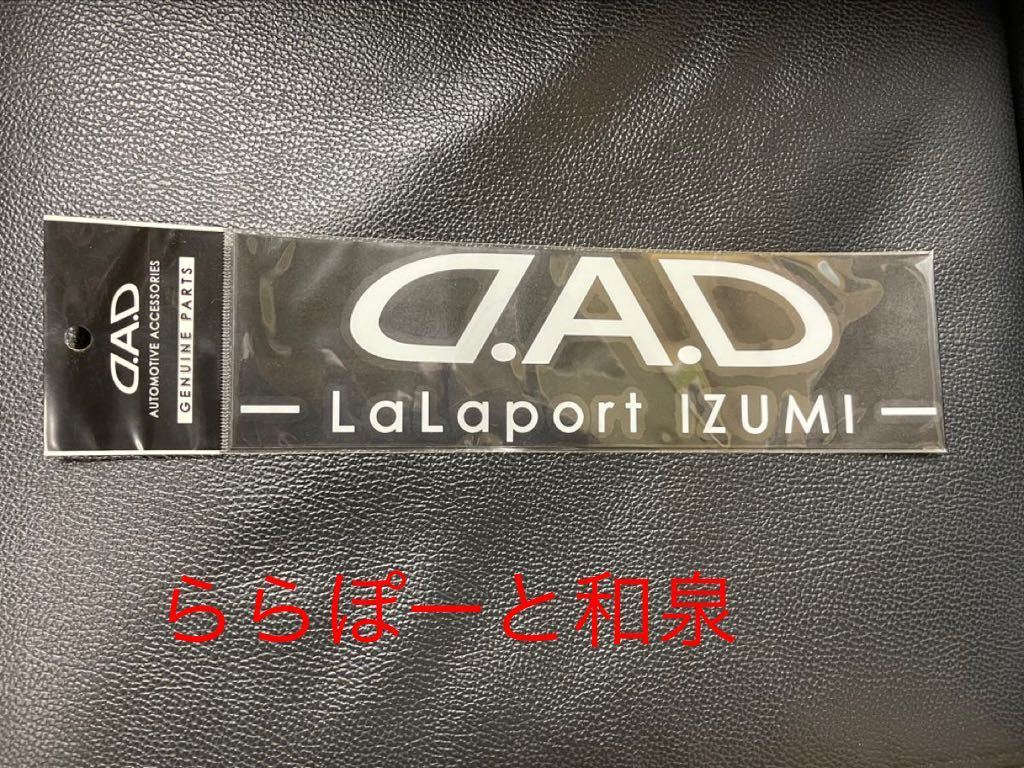 D.A.D
AUTOMOTIVE ACCESSORIES
GENUINE PARTS
D.A.D
— LaLaport IZUMI —
ららぽーと和泉